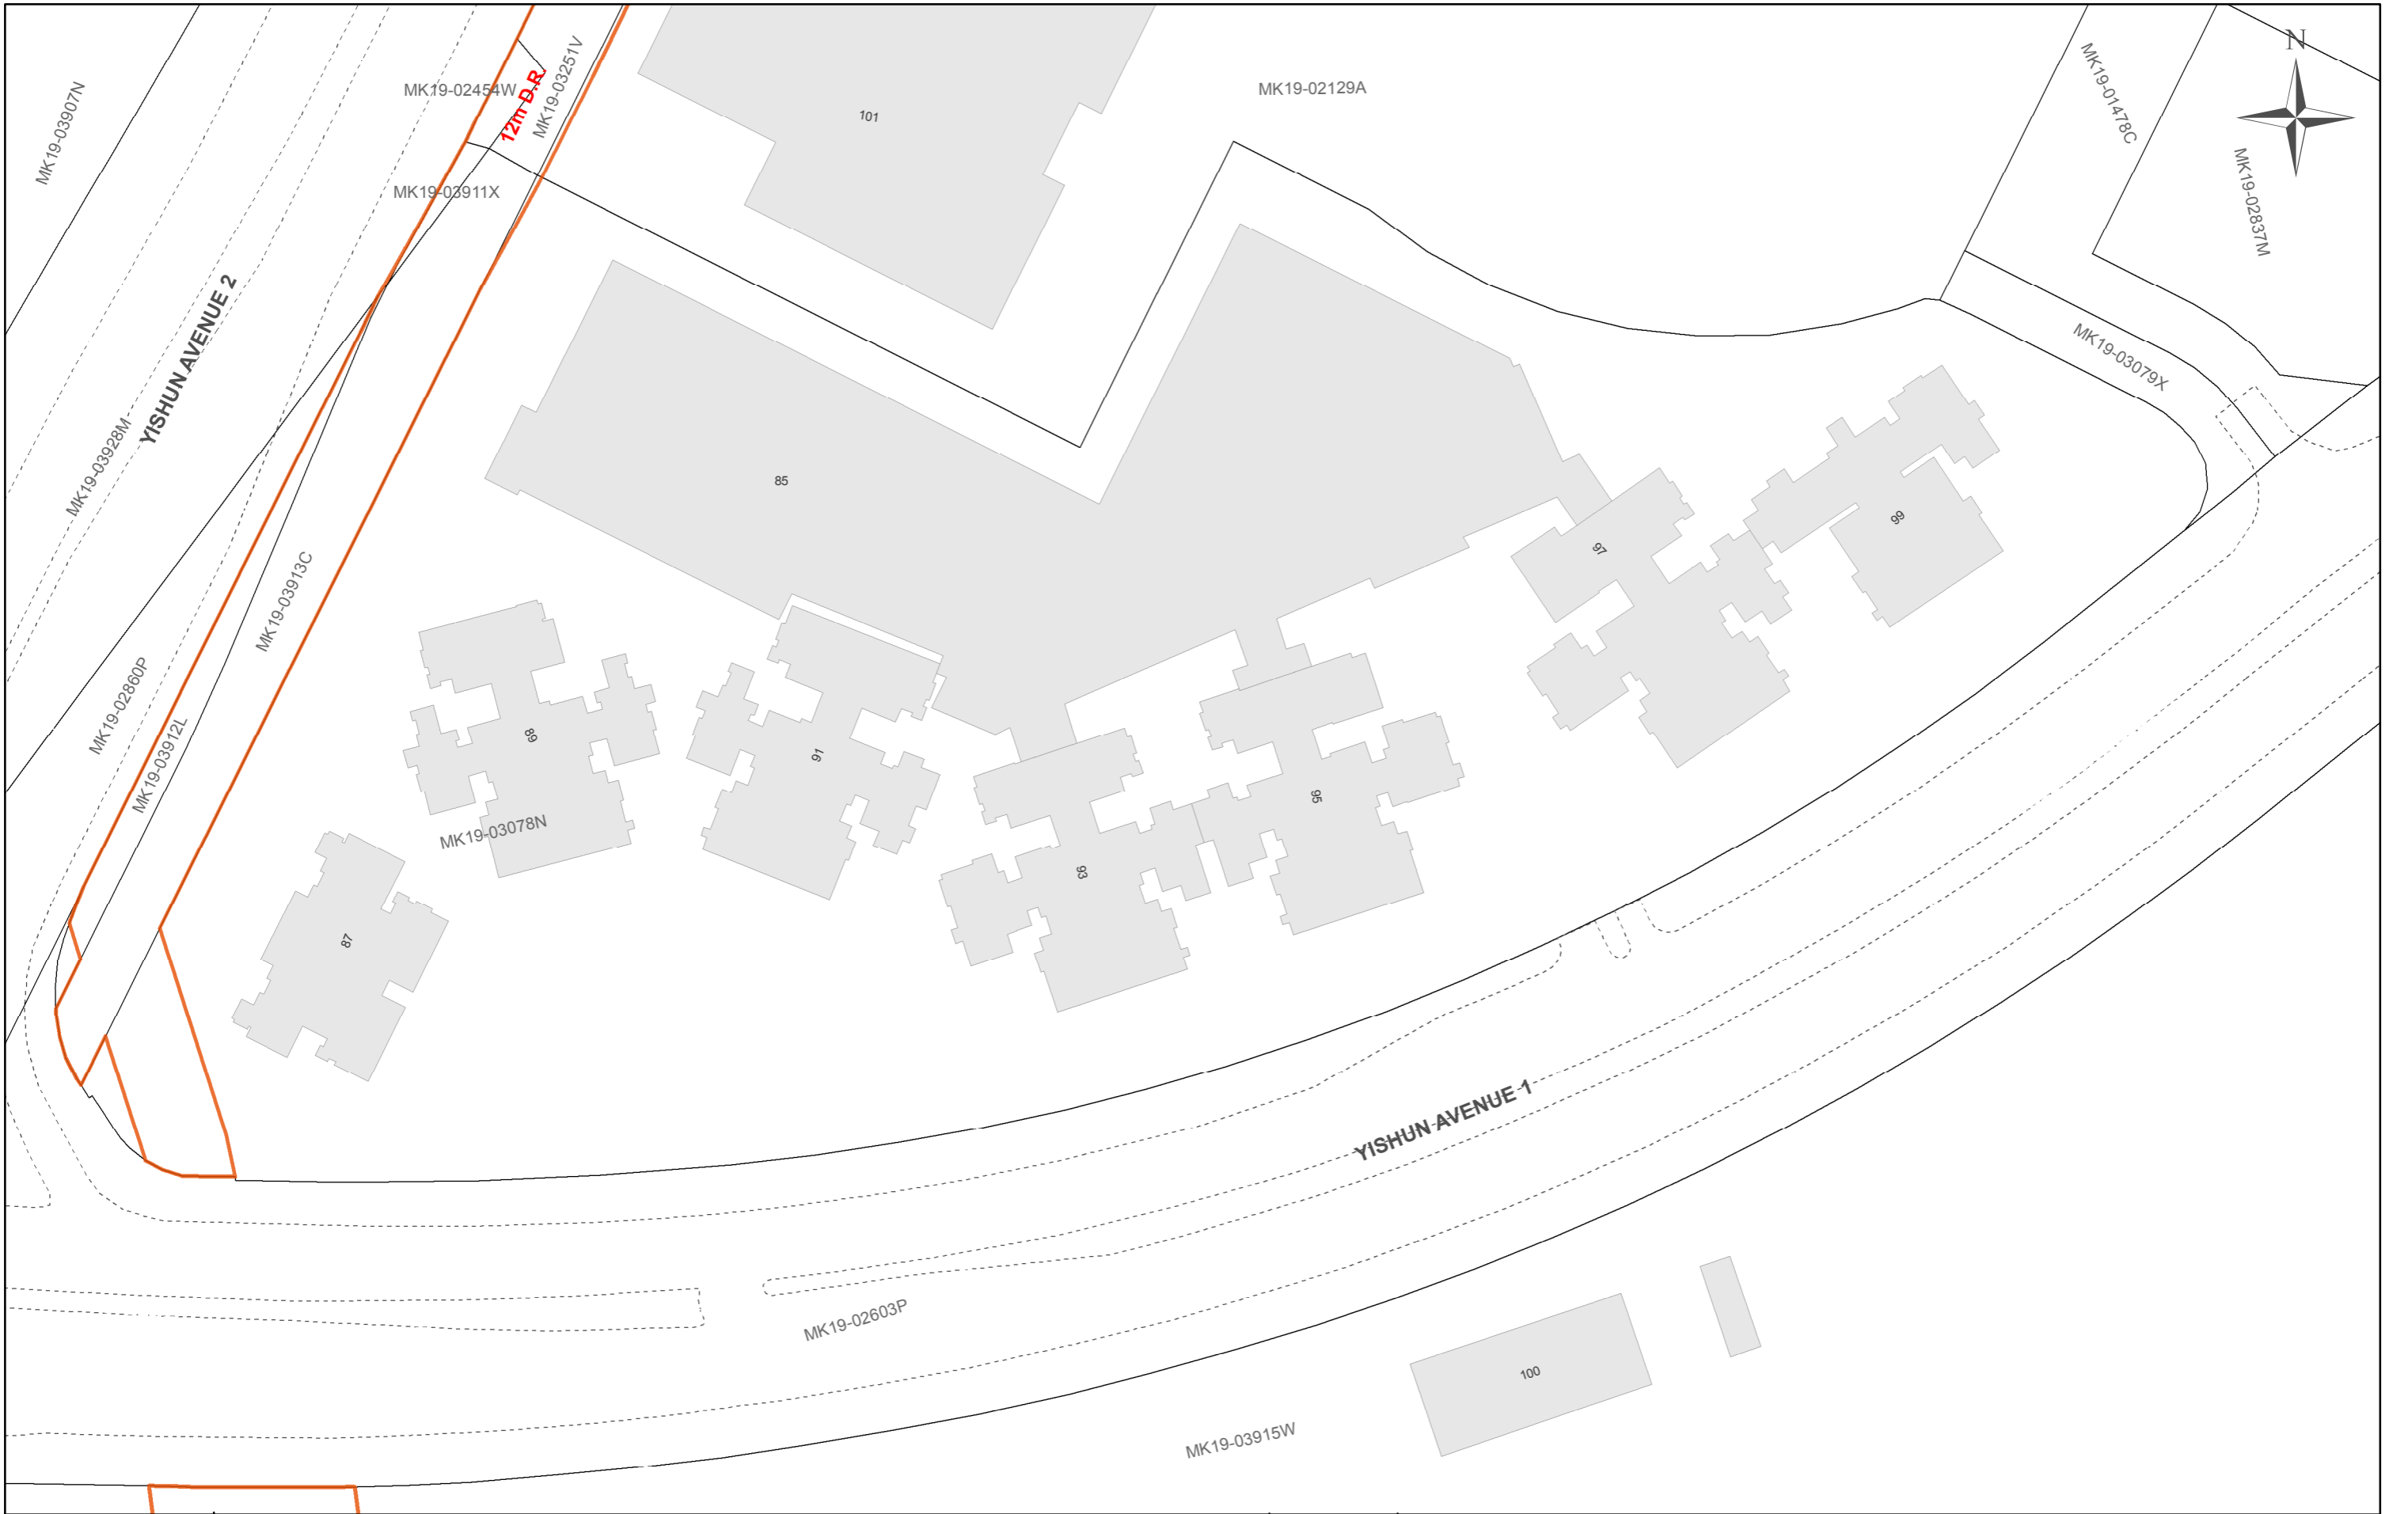 N
MK19-03907N
MK19-02454W
12m D.R.
MK19-03251V
101
MK19-02129A
MK19-01478C
MK19-02837M
MK19-03911X
YISHUN AVENUE 2
MK19-03928M
85
MK19-03079X
97
99
MK19-03913C
MK19-02860P
MK19-03912L
89
91
95
MK19-03078N
93
87
YISHUN AVENUE 1
MK19-02603P
100
MK19-03915W